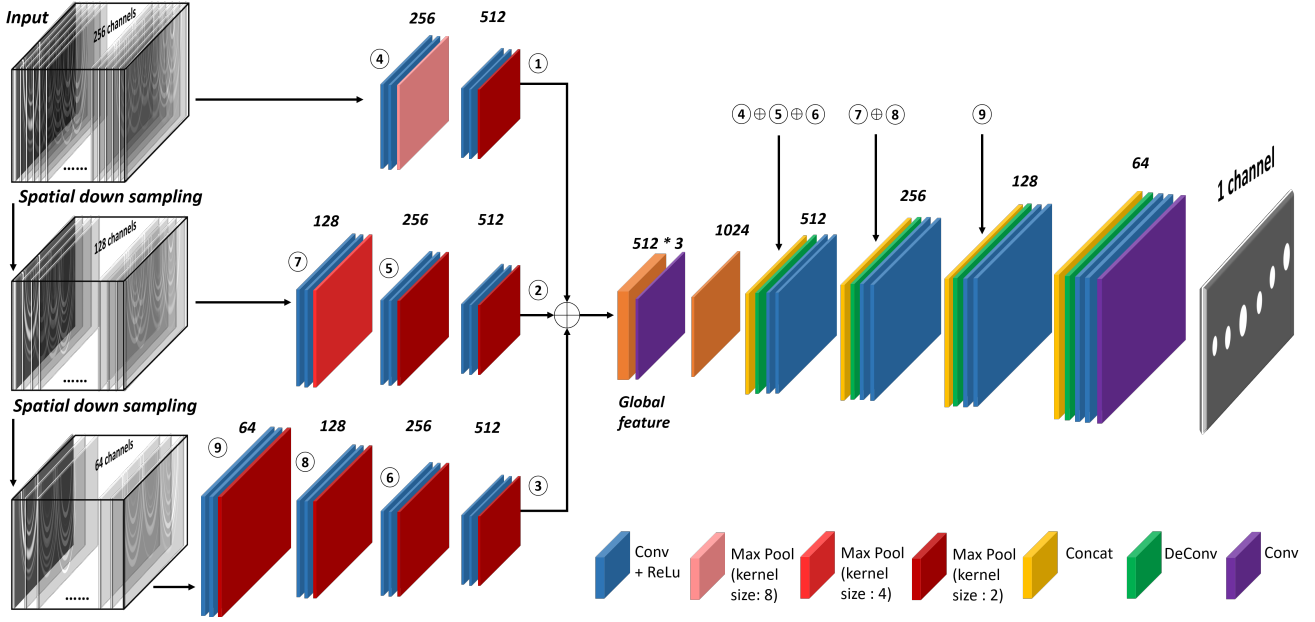 Input
256 channels
......
256
512
④
①
Spatial down sampling
128 channels
......
128
256
512
⑦
⑤
②
Spatial down sampling
64 channels
......
64
128
256
512
⑨
⑧
⑥
③
512 * 3
Global
feature
1024
④⊕⑤⊕⑥
512
⑦⊕⑧
256
⑨
128
64
1 channel
Conv
+ ReLu
Max Pool
(kernel
size: 8)
Max Pool
(kernel
size : 4)
Max Pool
(kernel
size : 2)
Concat
DeConv
Conv